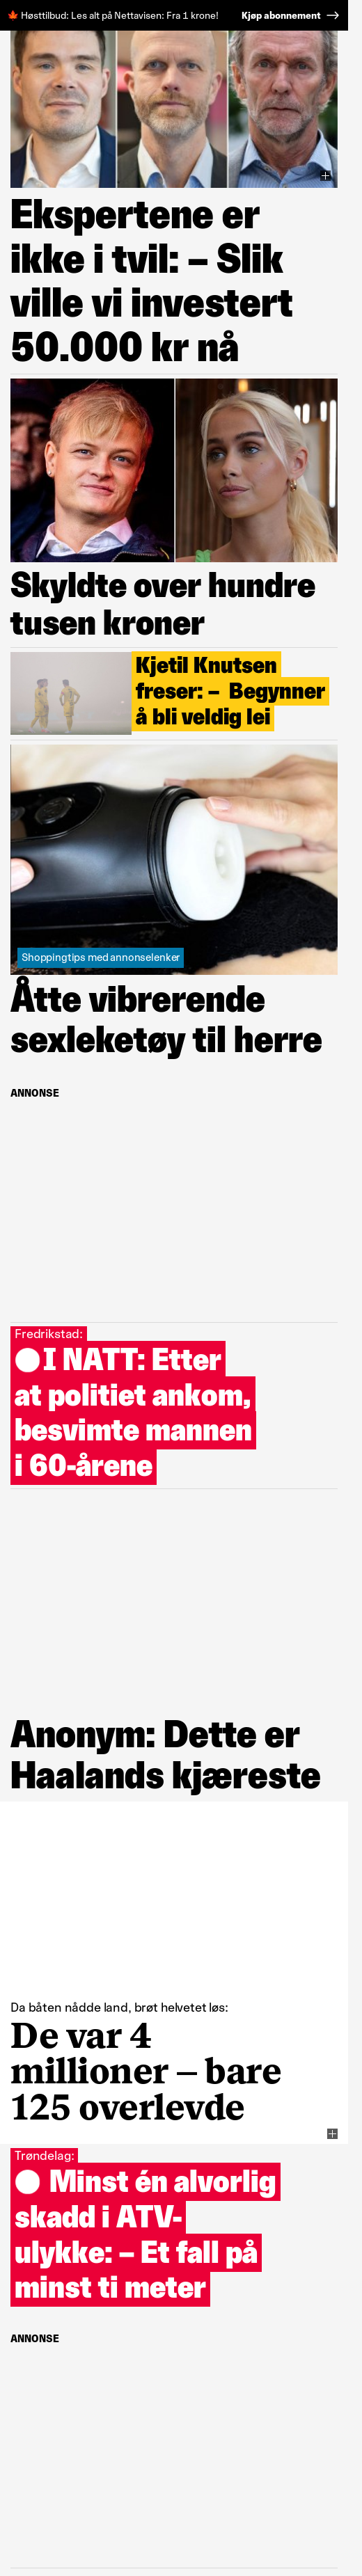 🍁 Høsttilbud: Les alt på Nettavisen: Fra 1 krone! Kjøp abonnement →
Ekspertene er
ikke i tvil: – Slik
ville vi investert
50.000 kr nå
Skyldte over hundre
tusen kroner
Kjetil Knutsen
freser: – Begynner
å bli veldig lei
Shoppingtips med annonselenker
Åtte vibrerende
sexleketøy til herre
ANNONSE
Fredrikstad:
I NATT: Etter
at politiet ankom,
besvimte mannen
i 60-årene
Anonym: Dette er
Haalands kjæreste
Da båten nådde land, brøt helvetet løs:
De var 4
millioner – bare
125 overlevde
Trøndelag:
Minst én alvorlig
skadd i ATV-
ulykke: – Et fall på
minst ti meter
ANNONSE